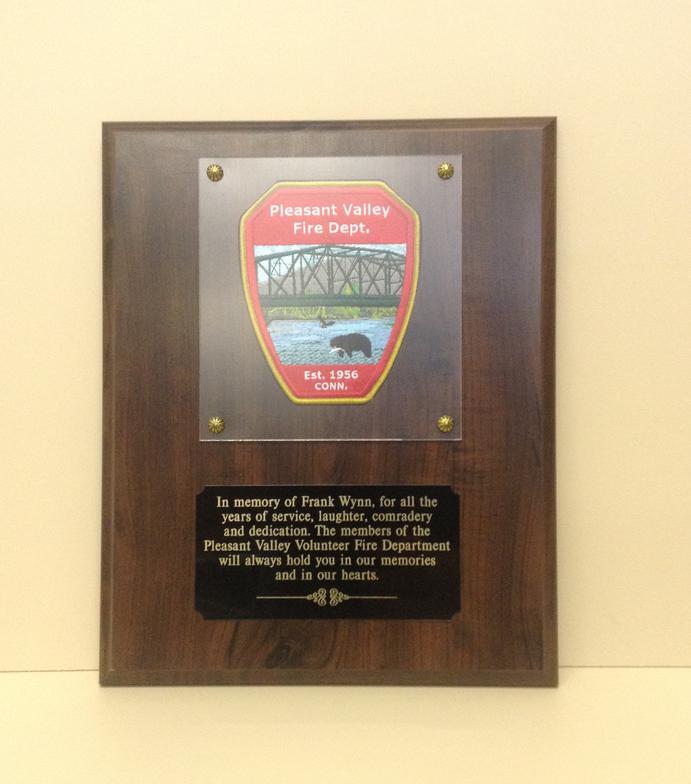 Pleasant Valley
Fire Dept.
Est. 1956
CONN.
In memory of Frank Wynn, for all the
years of service, laughter, comradery
and dedication. The members of the
Pleasant Valley Volunteer Fire Department
will always hold you in our memories
and in our hearts.